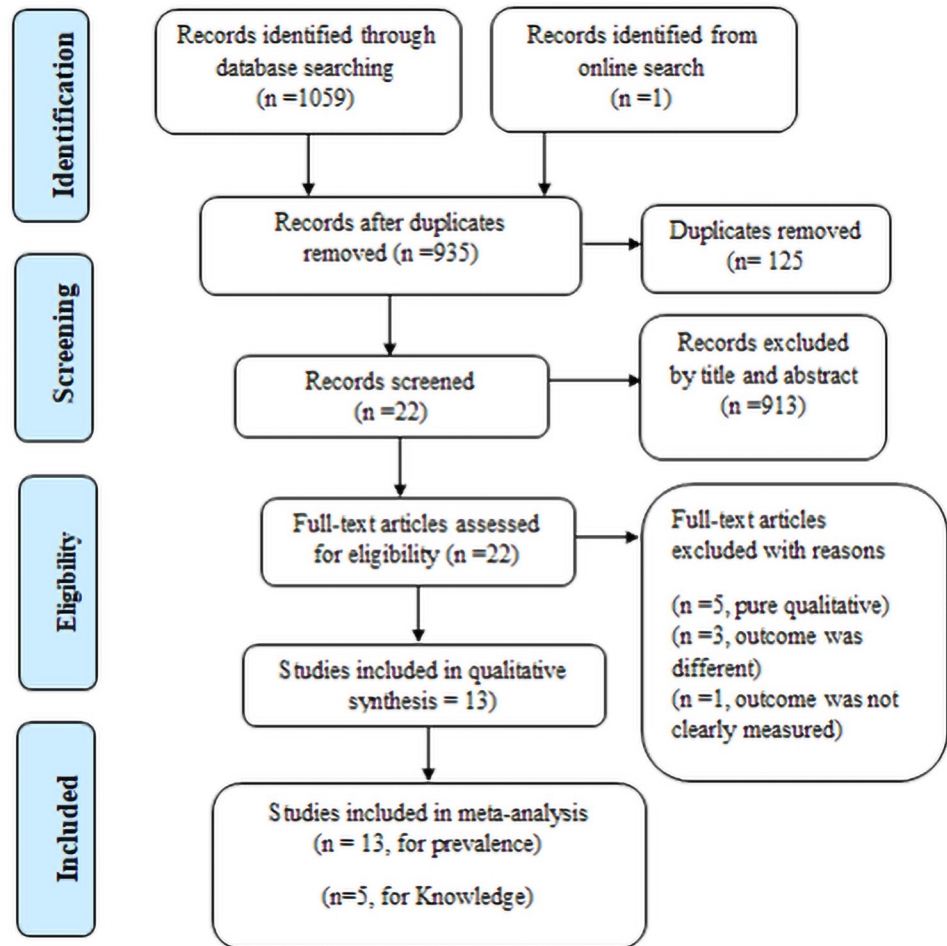 Identification
Records identified through
database searching
(n =1059)
Records identified from
online search
(n =1)
Records after duplicates
removed (n =935)
Duplicates removed
(n= 125
Screening
Records screened
(n =22)
Records excluded
by title and abstract
(n =913)
Eligibility
Full-text articles assessed
for eligibility (n =22)
Full-text articles
excluded with reasons
(n =5, pure qualitative)
(n =3, outcome was
different)
(n =1, outcome was not
clearly measured)
Studies included in qualitative
synthesis = 13)
Included
Studies included in meta-analysis
(n = 13, for prevalence)
(n=5, for Knowledge)